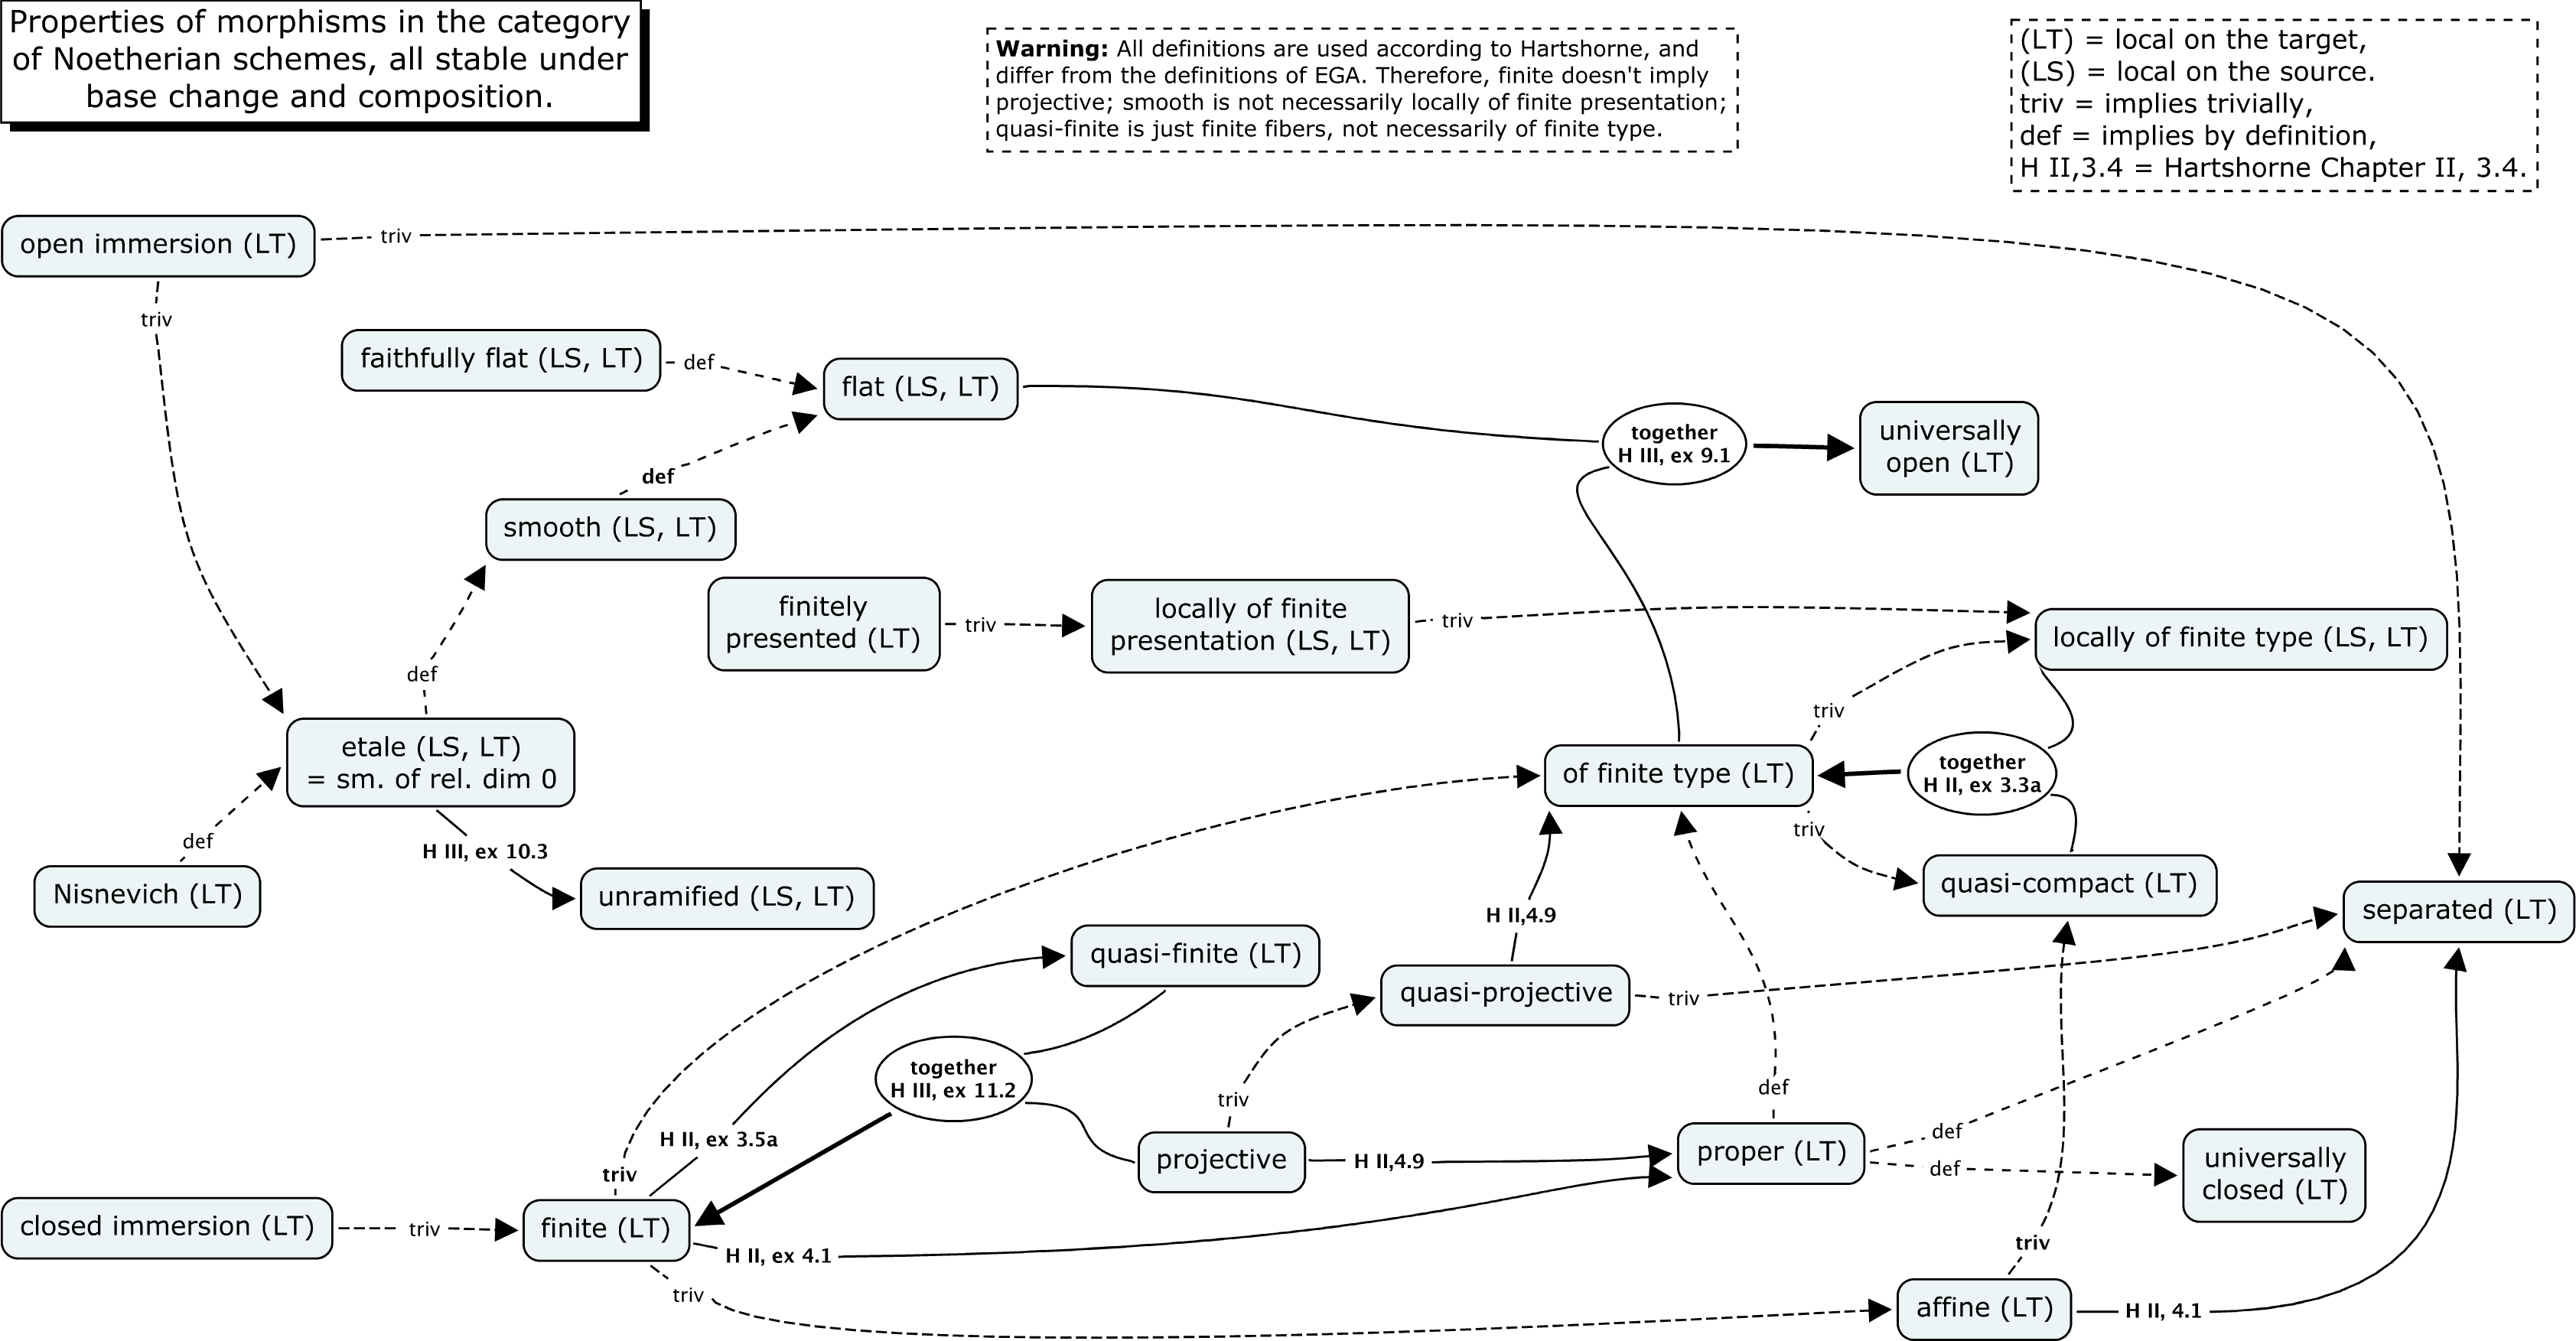 Properties of morphisms in the category
of Noetherian schemes, all stable under
base change and composition.
Warning: All definitions are used according to Hartshorne, and
differ from the definitions of EGA. Therefore, finite doesn't imply
projective; smooth is not necessarily locally of finite presentation;
quasi-finite is just finite fibers, not necessarily of finite type.
(LT) = local on the target,
(LS) = local on the source.
triv = implies trivially,
def = implies by definition,
H II,3.4 = Hartshorne Chapter II, 3.4.
open immersion (LT)
triv
triv
faithfully flat (LS, LT)
def
flat (LS, LT)
together
H III, ex 9.1
universally
open (LT)
def
smooth (LS, LT)
finitely
presented (LT)
triv
locally of finite
presentation (LS, LT)
triv
locally of finite type (LS, LT)
def
triv
etale (LS, LT)
= sm. of rel. dim 0
of finite type (LT)
together
H II, ex 3.3a
def
H III, ex 10.3
triv
Nisnevich (LT)
unramified (LS, LT)
quasi-compact (LT)
separated (LT)
H II,4.9
quasi-finite (LT)
quasi-projective
triv
together
H III, ex 11.2
triv
def
H II, ex 3.5a
projective
H II,4.9
proper (LT)
def
def
universally
closed (LT)
triv
closed immersion (LT)
triv
finite (LT)
H II, ex 4.1
triv
triv
affine (LT)
H II, 4.1